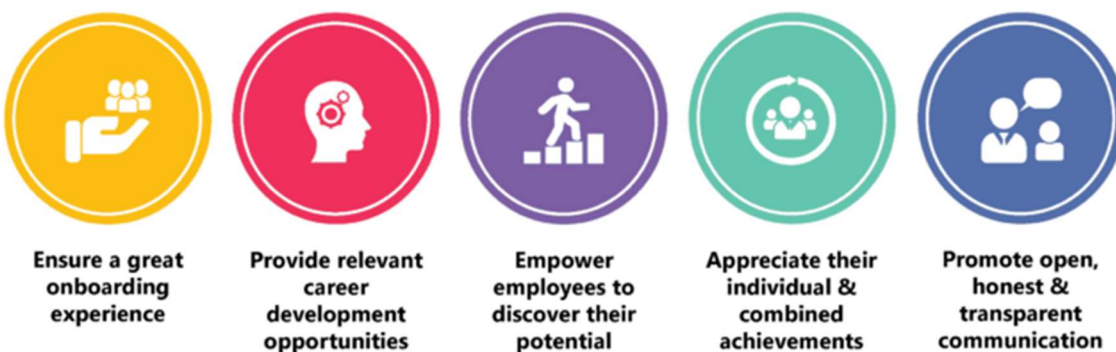 Ensure a great
onboarding
experience
Provide relevant
career
development
opportunities
Empower
employees to
discover their
potential
Appreciate their
individual &
combined
achievements
Promote open,
honest &
transparent
communication